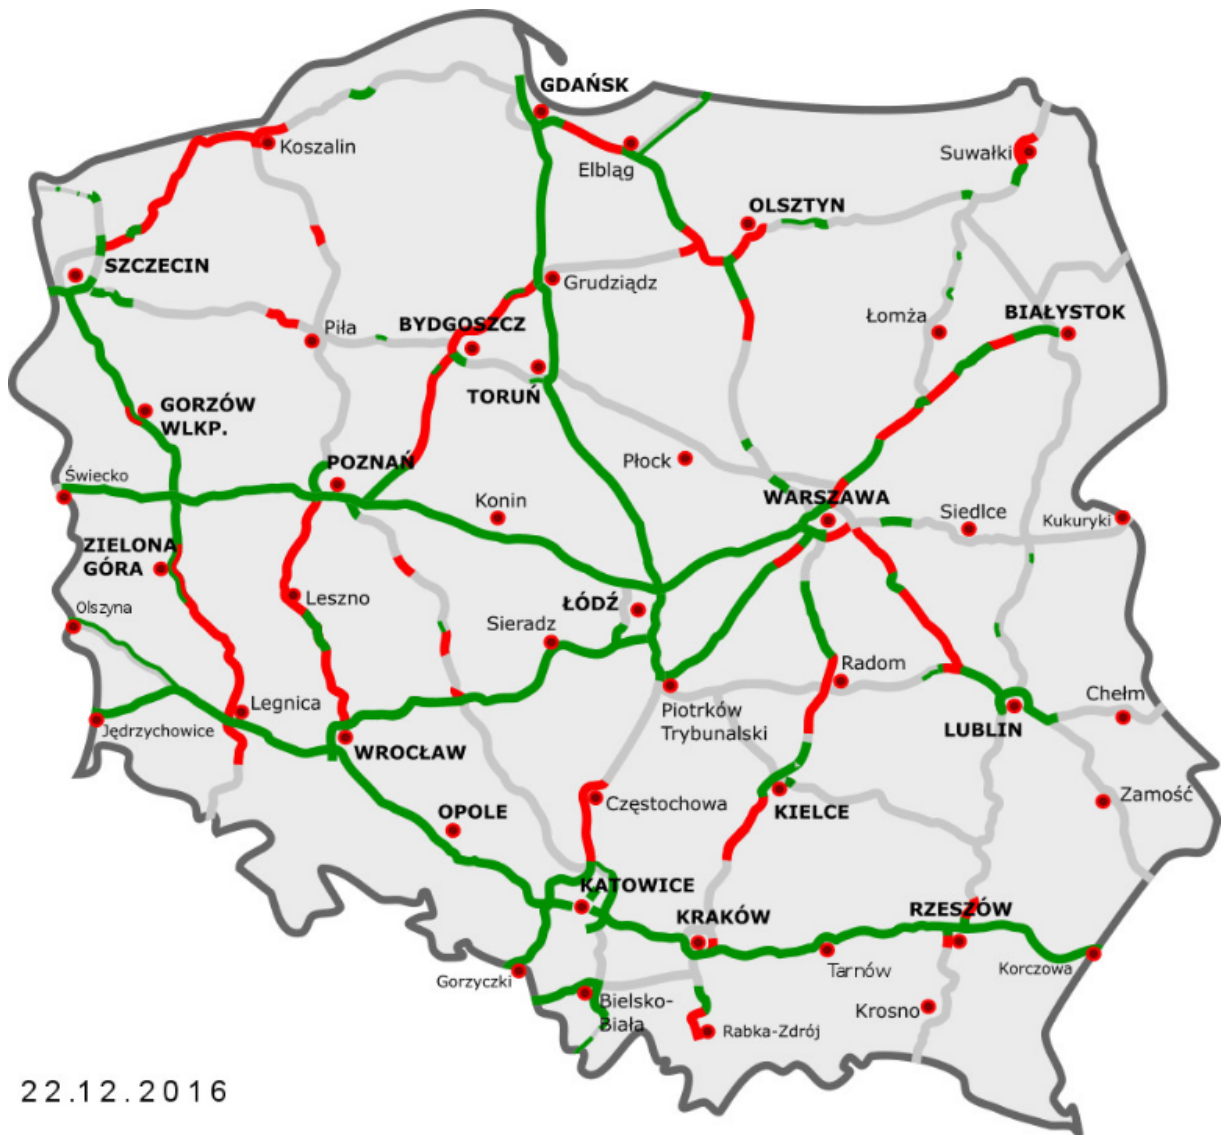 GDAŃSK
Koszalin
Elbląg
Suwałki
OLSZTYN
SZCZECIN
Grudziądz
Łomża
BIAŁYSTOK
BYDGOSZCZ
Piła
TORUŃ
GORZÓW
WLKP.
POZNAŃ
Płock
Świecko
Konin
WARSZAWA
Siedlce
Kukuryki
ZIELONA
GÓRA
Leszno
ŁÓDŹ
Olszyna
Sieradz
Radom
Legnica
Piotrków
Trybunalski
Chełm
Jędrzychowice
WROCŁAW
LUBLIN
OPOLE
Częstochowa
KIELCE
Zamość
KATOWICE
KRAKÓW
RZESZÓW
Gorzyczki
Tarnów
Korczowa
Bielsko-
Biała
Rabka-Zdrój
Krosno
22.12.2016